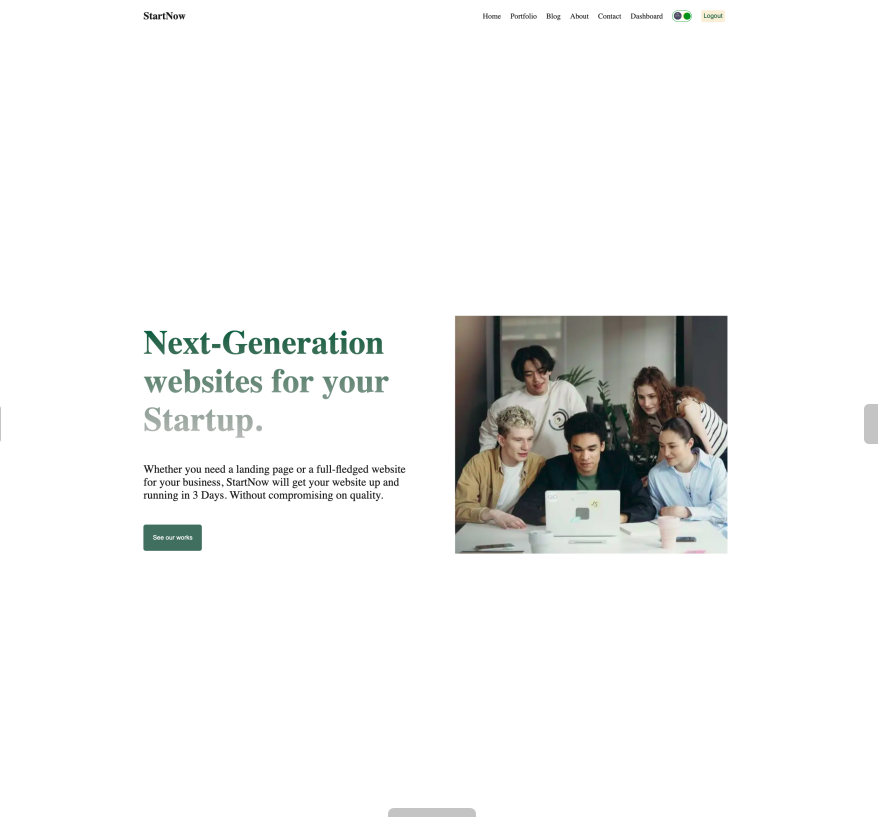 StartNow
Home Portfolio Blog About Contact Dashboard Logout
Next-Generation
websites for your
Startup.
Whether you need a landing page or a full-fledged website
for your business, StartNow will get your website up and
running in 3 Days. Without compromising on quality.
See our works